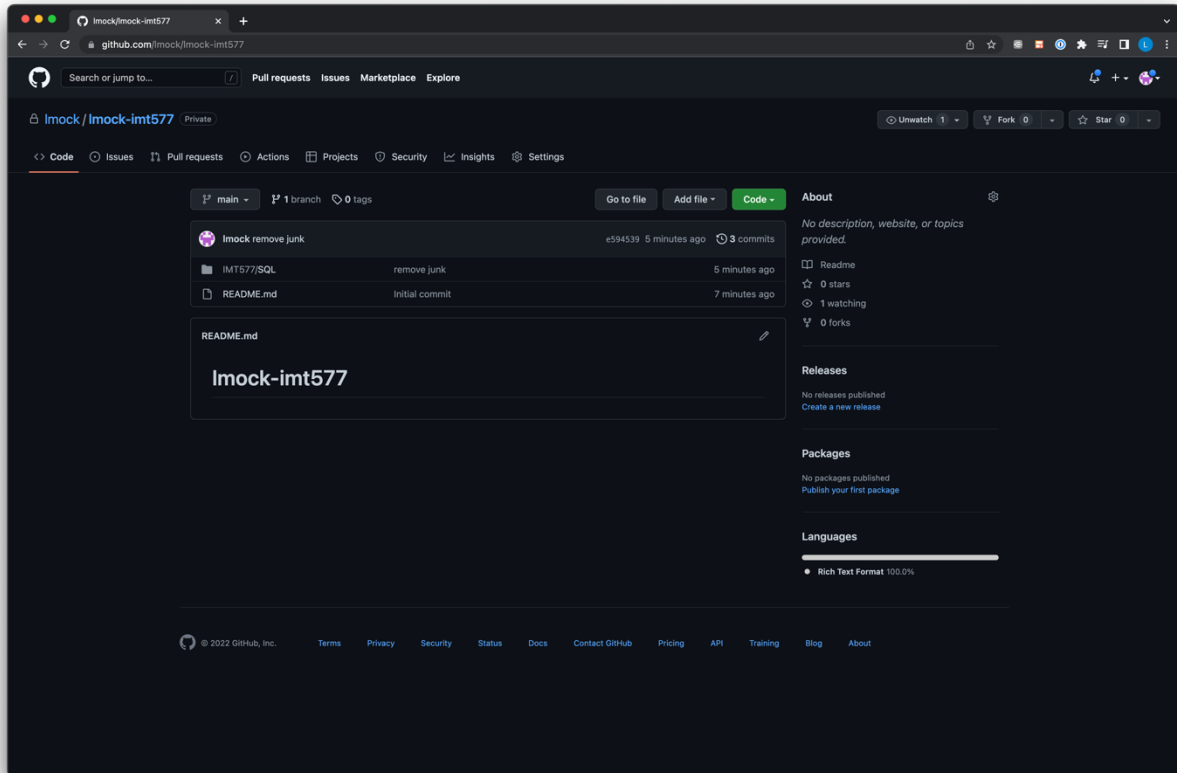 lmock/lmock-imt577
github.com/lmock/lmock-imt577
L
Search or jump to... / Pull requests Issues Marketplace Explore
lmock / lmock-imt577 Private
Unwatch 1 Fork 0 Star 0
Code Issues Pull requests Actions Projects Security Insights Settings
main 1 branch 0 tags
Go to file Add file Code
lmock remove junk e594539 5 minutes ago 3 commits
IMT577/SQL remove junk 5 minutes ago
README.md Initial commit 7 minutes ago
README.md
lmock-imt577
About
No description, website, or topics
provided.
Readme
0 stars
1 watching
0 forks
Releases
No releases published
Create a new release
Packages
No packages published
Publish your first package
Languages
Rich Text Format 100.0%
© 2022 GitHub, Inc. Terms Privacy Security Status Docs Contact GitHub Pricing API Training Blog About